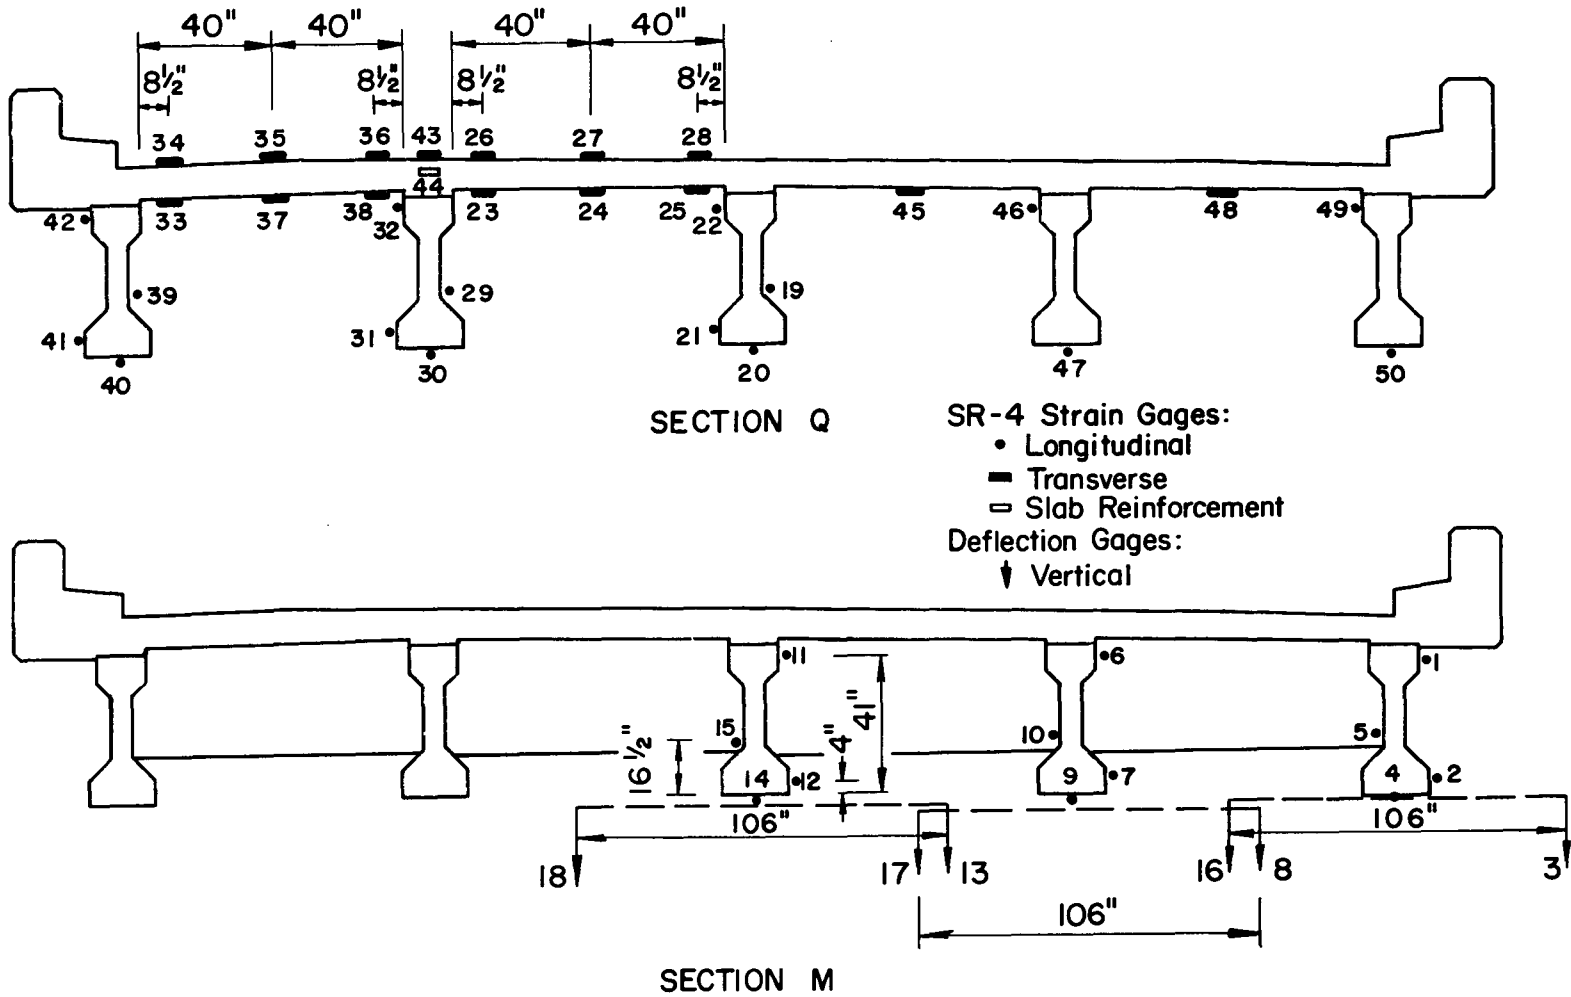 40" 40" 40" 40"
8½" 8½" 8½" 8½"
34 35 36 43 26 27 28
44
42 33 37 38 32 23 24 25 22 45 46 48 49
39 29 19
41 31 21
40 30 20 47 50
SECTION Q
SR-4 Strain Gages:
Longitudinal
Transverse
Slab Reinforcement
Deflection Gages:
Vertical
11 6 1
41"
15 10 5
16½" 4"
14 12 9 7 4 2
106" 106"
18 17 13 16 8 3
106"
SECTION M